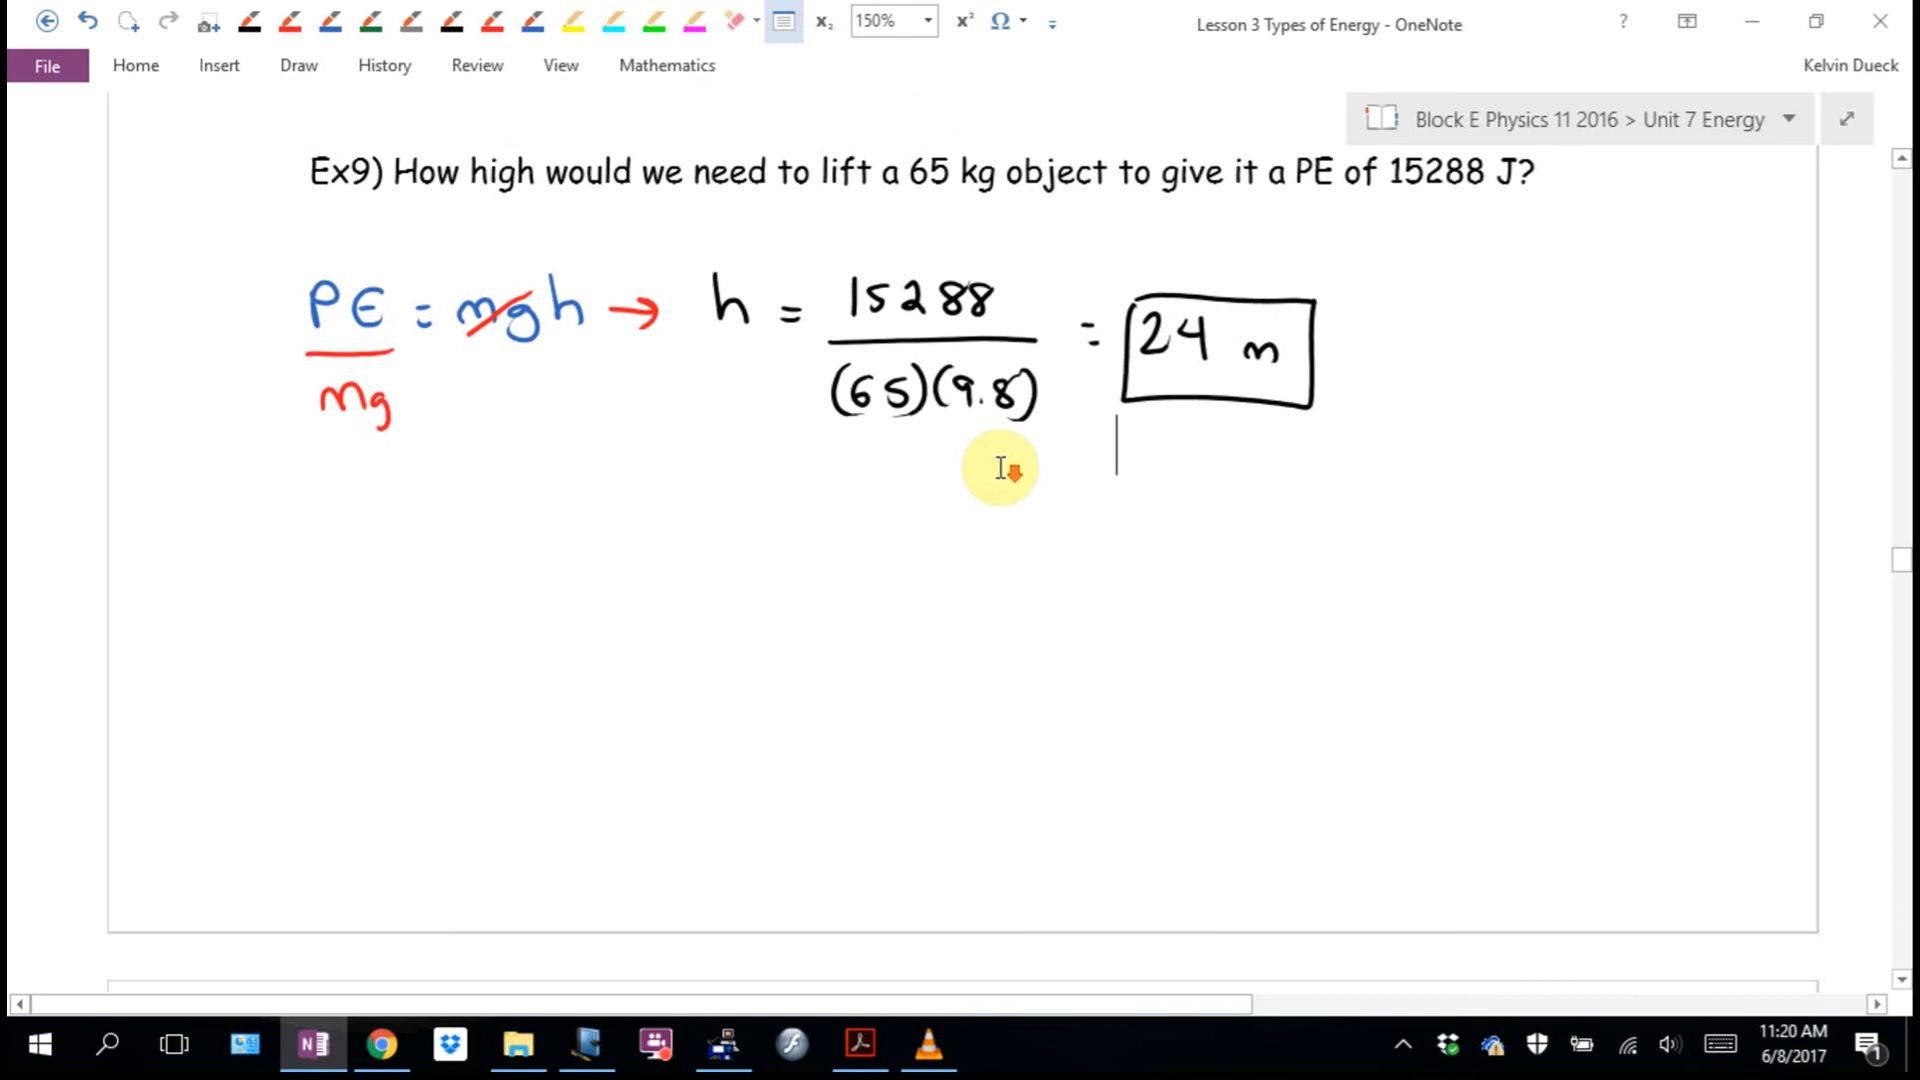 150%
Lesson 3 Types of Energy - OneNote
File Home Insert Draw History Review View Mathematics Kelvin Dueck
Block E Physics 11 2016 > Unit 7 Energy
Ex9) How high would we need to lift a 65 kg object to give it a PE of 15288 J?
PE = mgh → h = 15288 = 24 m
mg (65)(9.8)
11:20 AM
6/8/2017